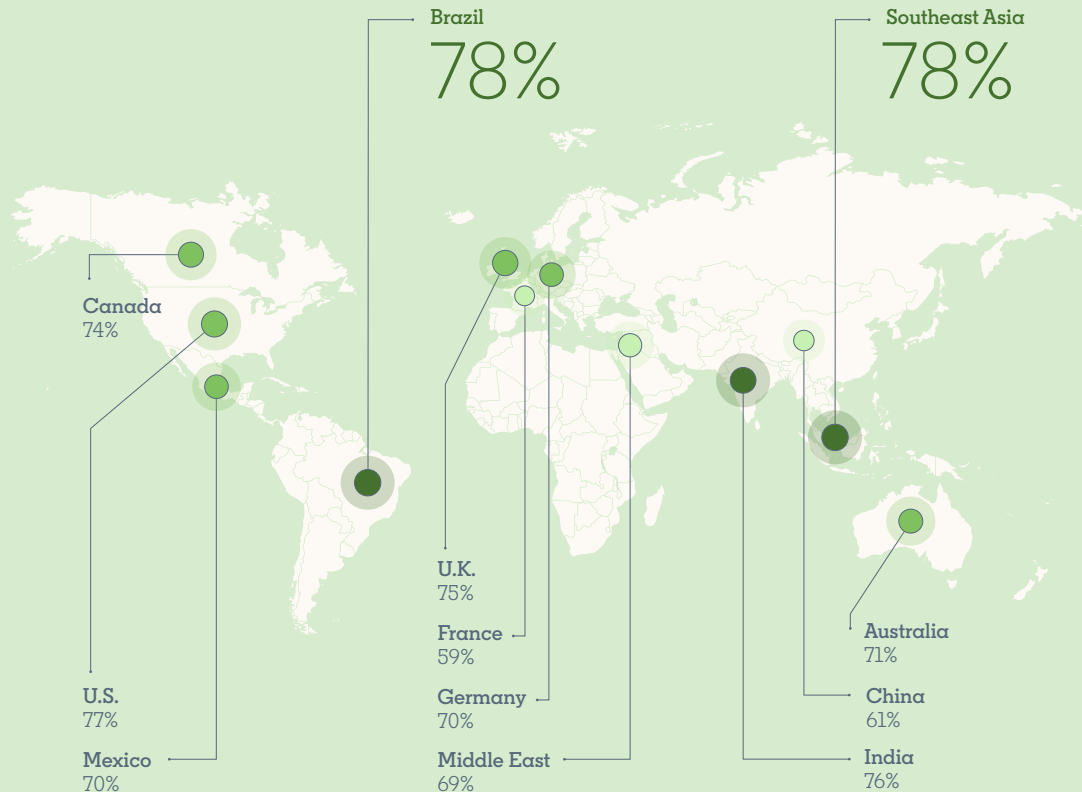 Brazil
78%
Southeast Asia
78%
Canada
74%
U.S.
77%
Mexico
70%
U.K.
75%
France
59%
Germany
70%
Middle East
69%
Australia
71%
China
61%
India
76%